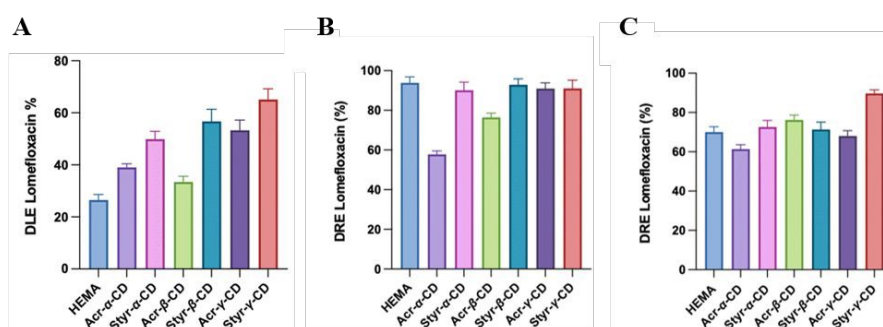 A
DLE Lomefloxacin %
80
60
40
20
0
HEMA
Acr-α-CD
Styr-α-CD
Acr-β-CD
Styr-β-CD
Acr-γ-CD
Styr-γ-CD
B
DRE Lomefloxacin (%)
100
80
60
40
20
0
HEMA
Acr-α-CD
Styr-α-CD
Acr-β-CD
Styr-β-CD
Acr-γ-CD
Styr-γ-CD
C
DRE Lomefloxacin (%)
100
80
60
40
20
0
HEMA
Acr-α-CD
Styr-α-CD
Acr-β-CD
Styr-β-CD
Acr-γ-CD
Styr-γ-CD